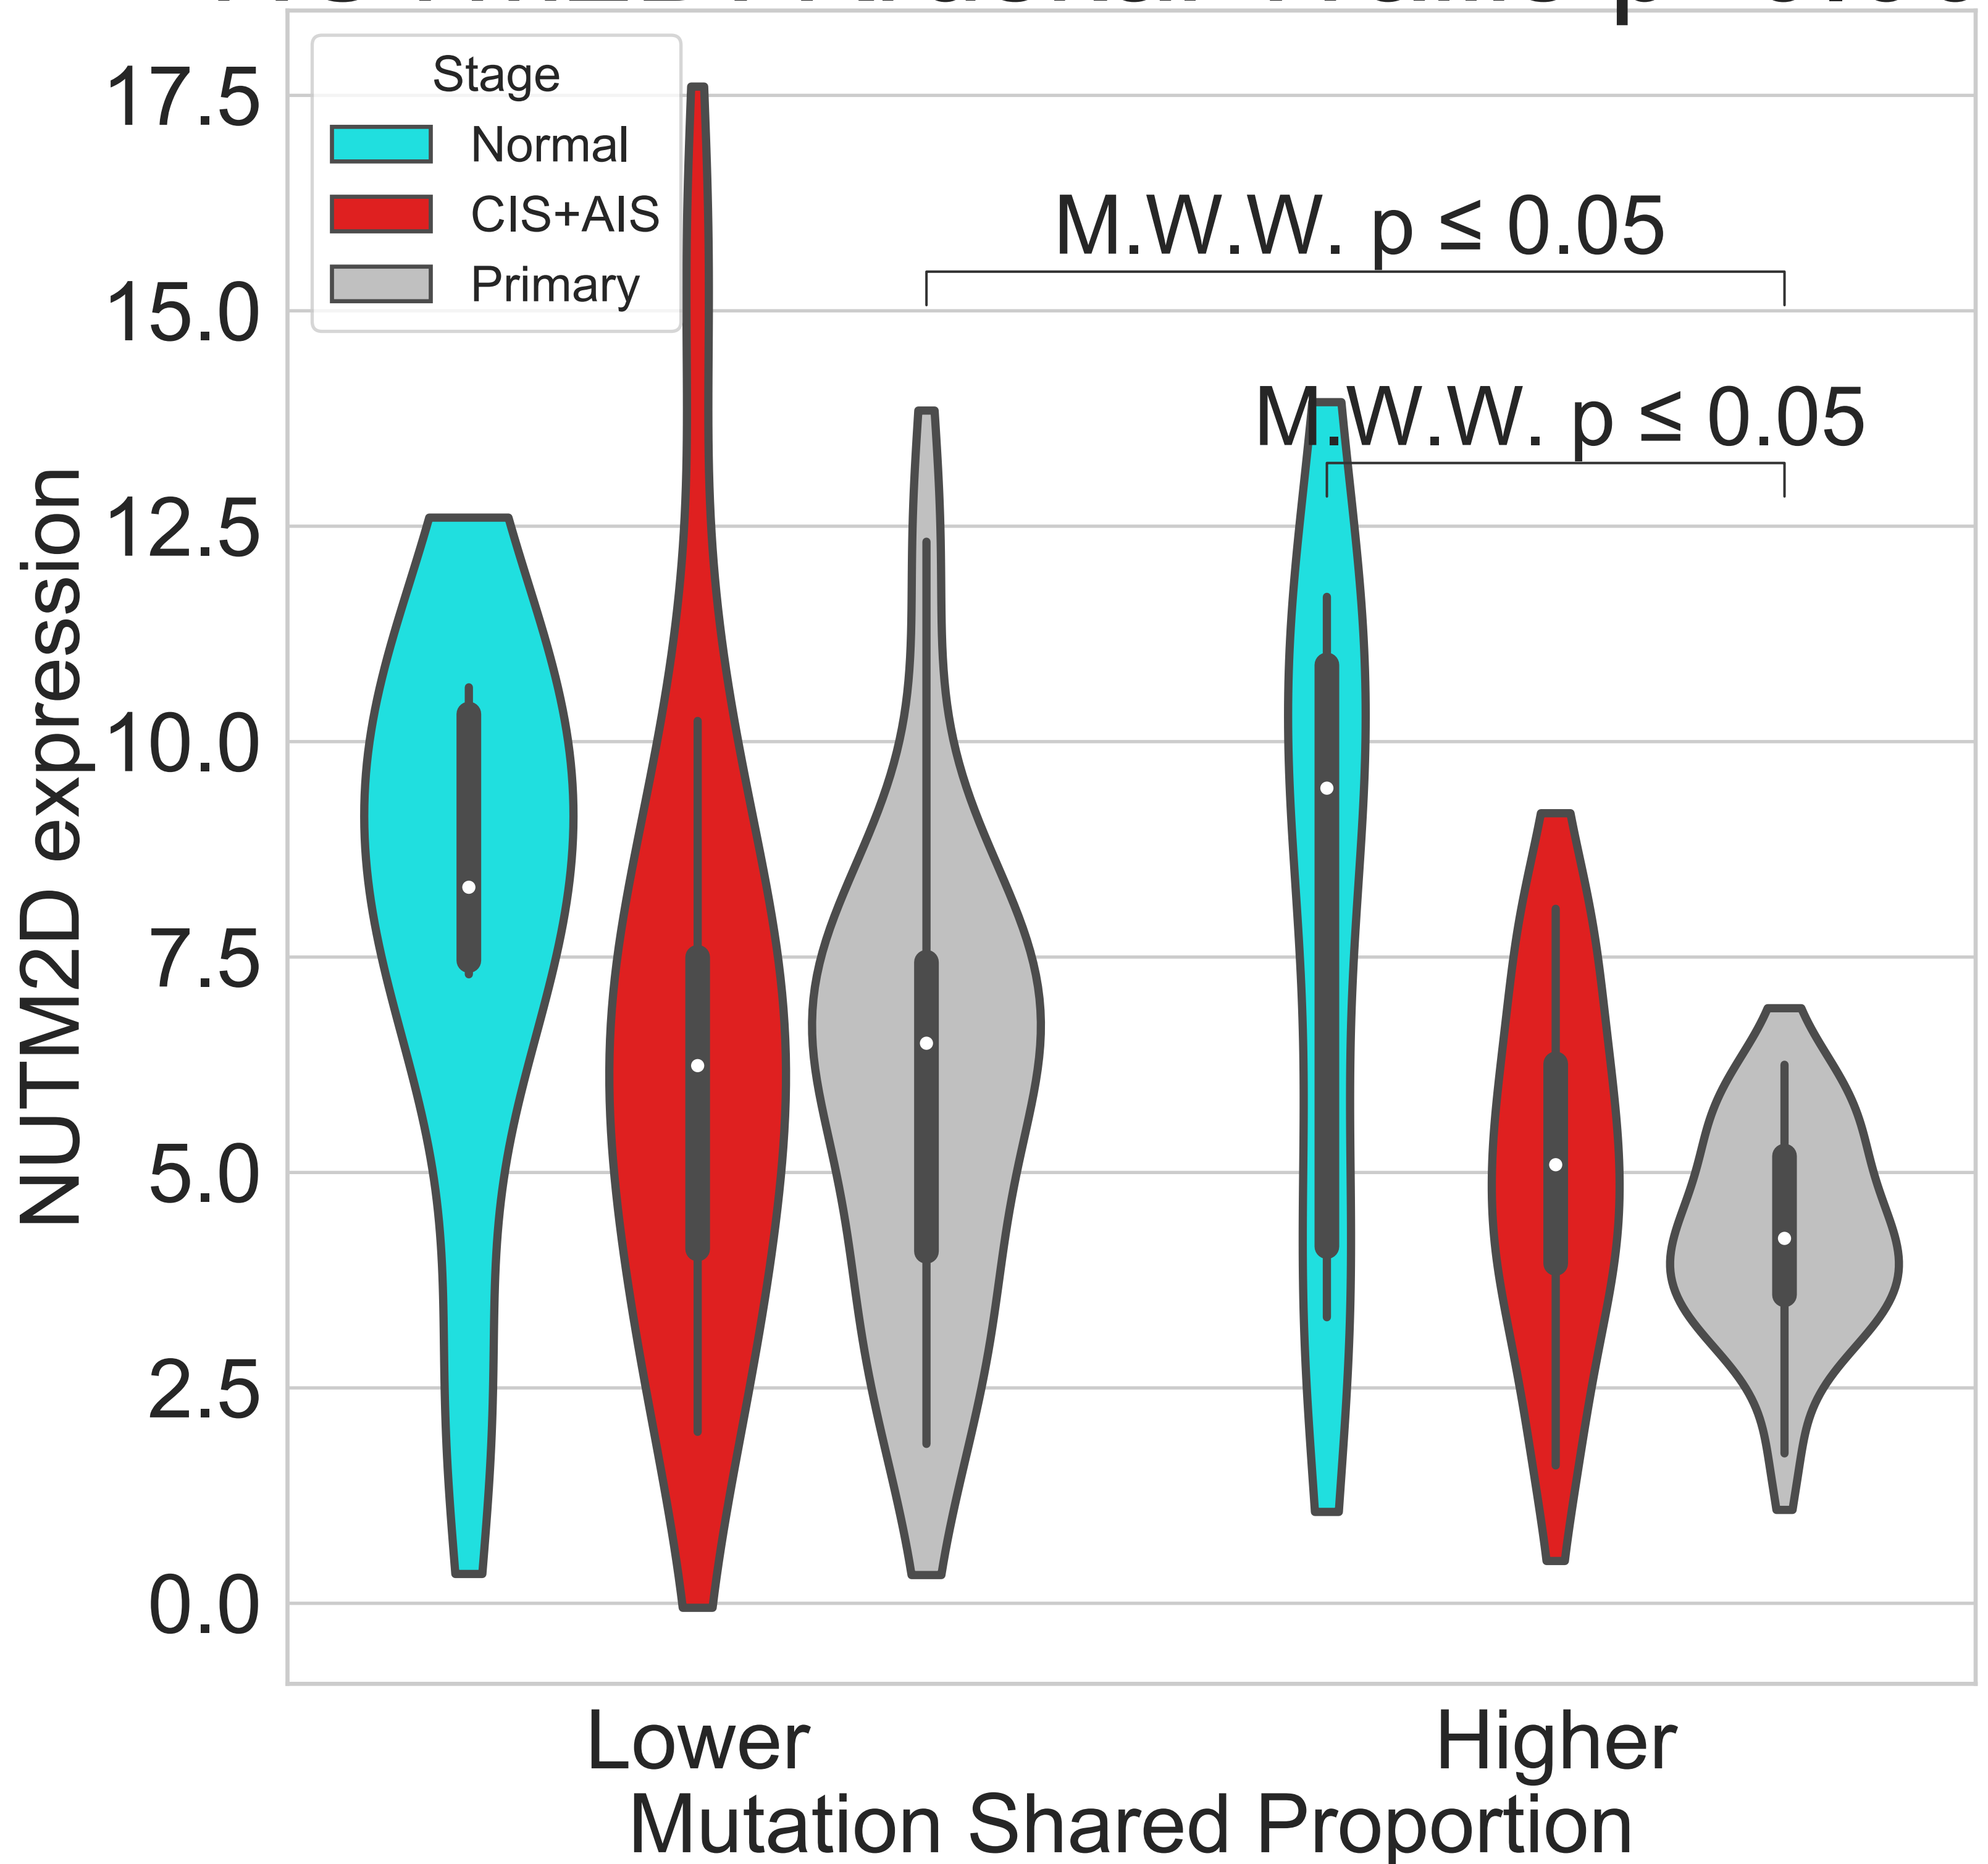 17.5
15.0
12.5
10.0
7.5
5.0
2.5
0.0
NUTM2D expression
Stage
Normal
CIS+AIS
Primary
M.W.W. p ≤ 0.05
M.W.W. p ≤ 0.05
Lower
Higher
Mutation Shared Proportion